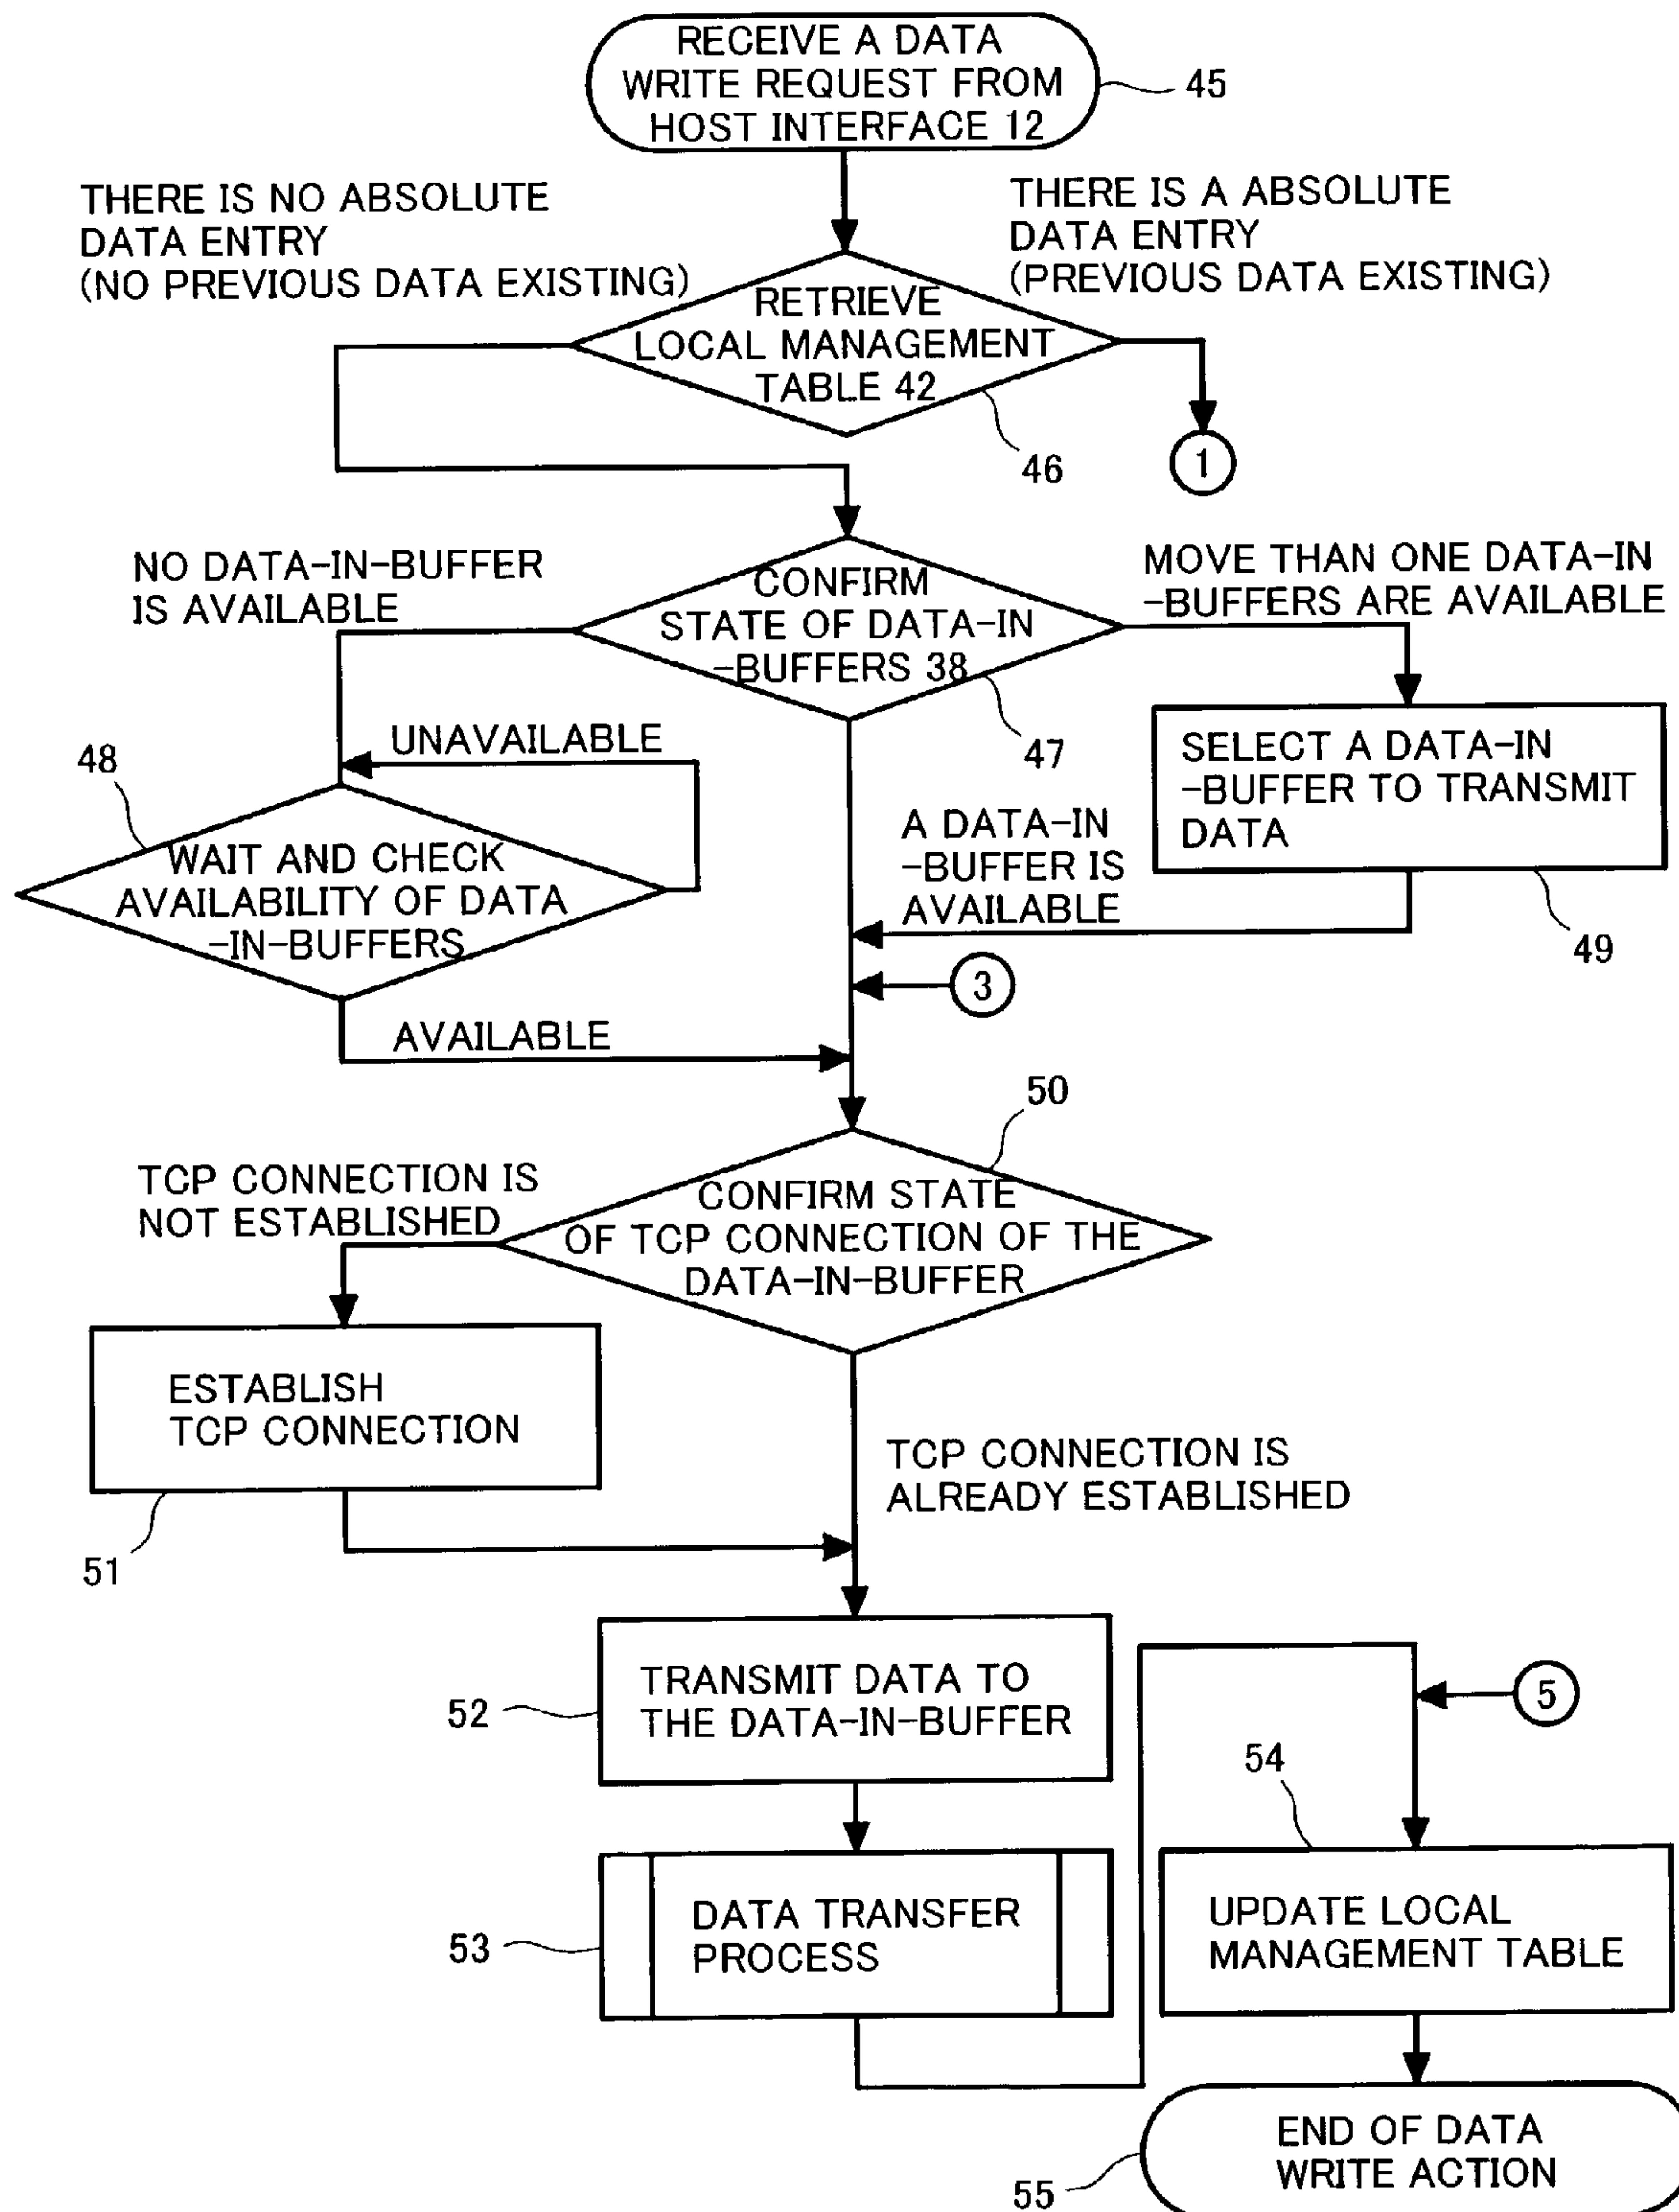 RECEIVE A DATA
WRITE REQUEST FROM
HOST INTERFACE 12
45
THERE IS NO ABSOLUTE
DATA ENTRY
(NO PREVIOUS DATA EXISTING)
THERE IS A ABSOLUTE
DATA ENTRY
(PREVIOUS DATA EXISTING)
RETRIEVE
LOCAL MANAGEMENT
TABLE 42
46
1
NO DATA-IN-BUFFER
IS AVAILABLE
CONFIRM
STATE OF DATA-IN
-BUFFERS 38
47
MOVE THAN ONE DATA-IN
-BUFFERS ARE AVAILABLE
UNAVAILABLE
48
WAIT AND CHECK
AVAILABILITY OF DATA
-IN-BUFFERS
SELECT A DATA-IN
-BUFFER TO TRANSMIT
DATA
49
A DATA-IN
-BUFFER IS
AVAILABLE
3
AVAILABLE
50
TCP CONNECTION IS
NOT ESTABLISHED
CONFIRM STATE
OF TCP CONNECTION OF THE
DATA-IN-BUFFER
ESTABLISH
TCP CONNECTION
51
TCP CONNECTION IS
ALREADY ESTABLISHED
52
TRANSMIT DATA TO
THE DATA-IN-BUFFER
5
54
53
DATA TRANSFER
PROCESS
UPDATE LOCAL
MANAGEMENT TABLE
END OF DATA
WRITE ACTION
55